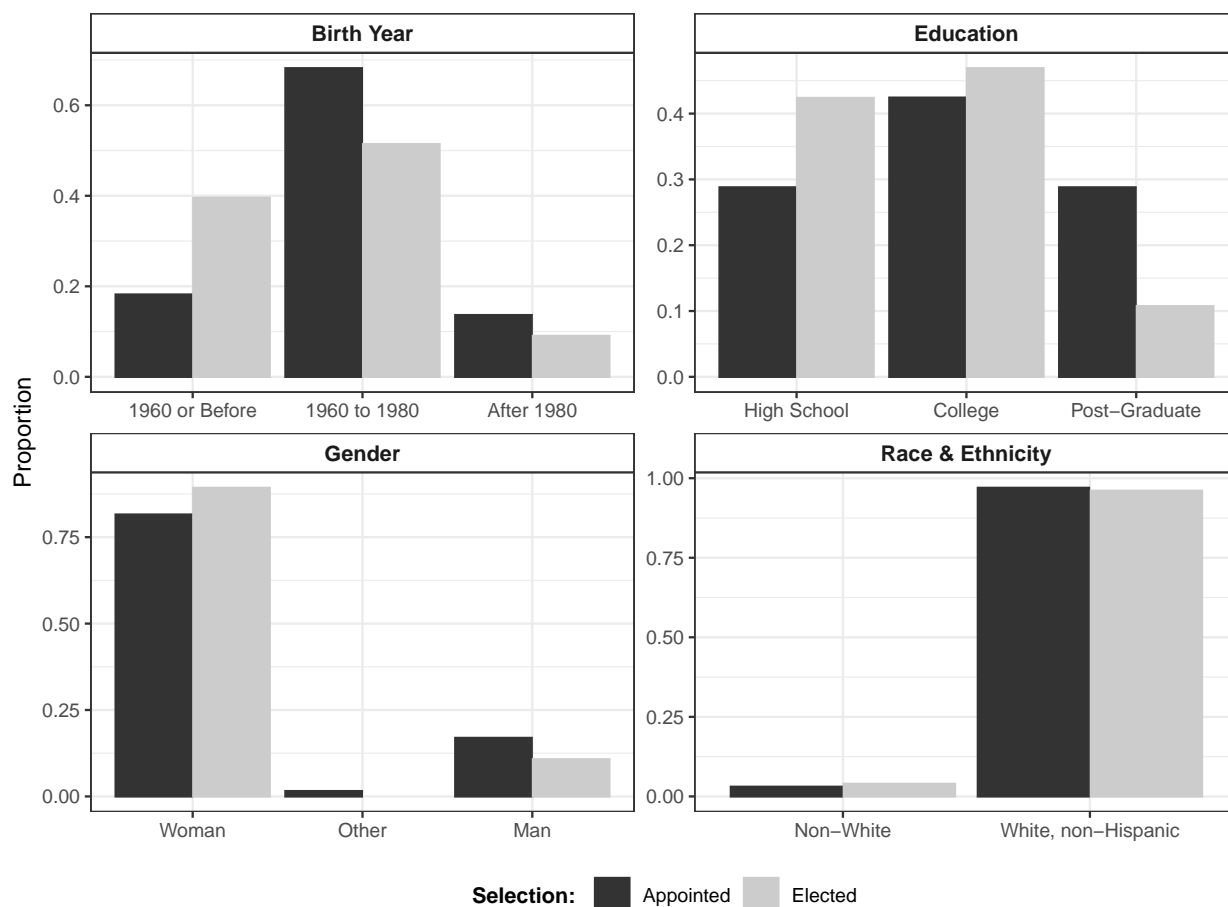 Birth Year
Education
0.6
0.4
0.2
0.0
0.4
0.3
0.2
0.1
0.0
1960 or Before 1960 to 1980 After 1980
High School College Post−Graduate
Proportion
Gender
Race & Ethnicity
0.75
0.50
0.25
0.00
1.00
0.75
0.50
0.25
0.00
Woman Other Man
Non−White White, non−Hispanic
Selection: Appointed Elected